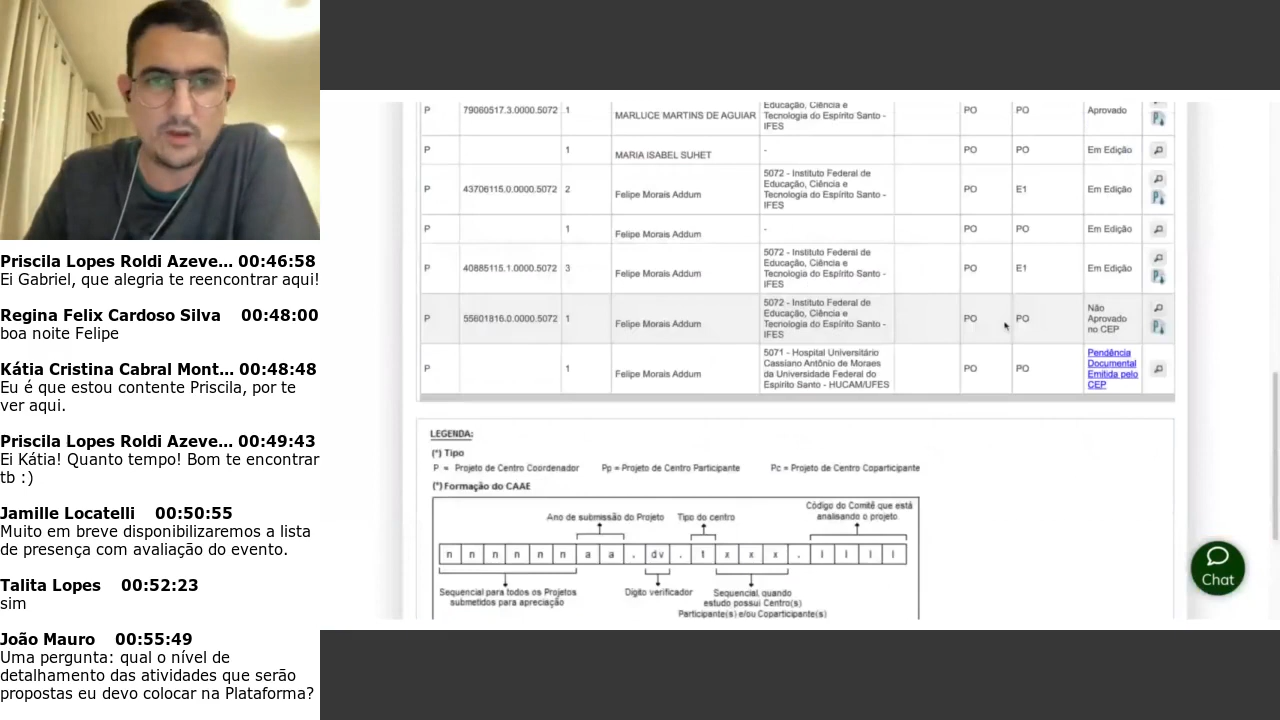 Priscila Lopes Roldi Azeve... 00:46:58
Ei Gabriel, que alegria te reencontrar aqui!
Regina Felix Cardoso Silva 00:48:00
boa noite Felipe
Kátia Cristina Cabral Mont... 00:48:48
Eu é que estou contente Priscila, por te
ver aqui.
Priscila Lopes Roldi Azeve... 00:49:43
Ei Kátia! Quanto tempo! Bom te encontrar
tb :)
Jamille Locatelli 00:50:55
Muito em breve disponibilizaremos a lista
de presença com avaliação do evento.
Talita Lopes 00:52:23
sim
João Mauro 00:55:49
Uma pergunta: qual o nível de
detalhamento das atividades que serão
propostas eu devo colocar na Plataforma?
Educação, Ciência e
P 79060517.3.0000.5072 1 MARLUCE MARTINS DE AGUIAR Tecnologia do Espírito Santo - PO PO Aprovado
IFES
P 1 MARIA ISABEL SUHET - PO PO Em Edição
5072 - Instituto Federal de
Educação, Ciência e
P 43706115.0.0000.5072 2 Felipe Morais Addum Tecnologia do Espírito Santo - PO E1 Em Edição
IFES
P 1 Felipe Morais Addum - PO PO Em Edição
5072 - Instituto Federal de
Educação, Ciência e
P 40885115.1.0000.5072 3 Felipe Morais Addum Tecnologia do Espírito Santo - PO E1 Em Edição
IFES
5072 - Instituto Federal de Não
Educação, Ciência e Aprovado
P 55601816.0.0000.5072 1 Felipe Morais Addum Tecnologia do Espírito Santo - PO PO no CEP
IFES
5071 - Hospital Universitário Pendência
Cassiano Antônio de Moraes Documental
P 1 Felipe Morais Addum da Universidade Federal do PO PO Emitida pelo
Espirito Santo - HUCAM/UFES CEP
LEGENDA:
(*) Tipo
P = Projeto de Centro Coordenador Pp = Projeto de Centro Participante Pc = Projeto de Centro Coparticipante
(*) Formação do CAAE
Ano de submissão do Projeto Tipo do centro Código do Comitê que está
analisando o projeto
n n n n n n a a . dv . t x x x . i i i i
Sequencial para todos os Projetos Digito verificador Sequencial, quando
submetidos para apreciação estudo possui Centro(s)
Participante(s) e/ou Coparticipante(s)
Chat